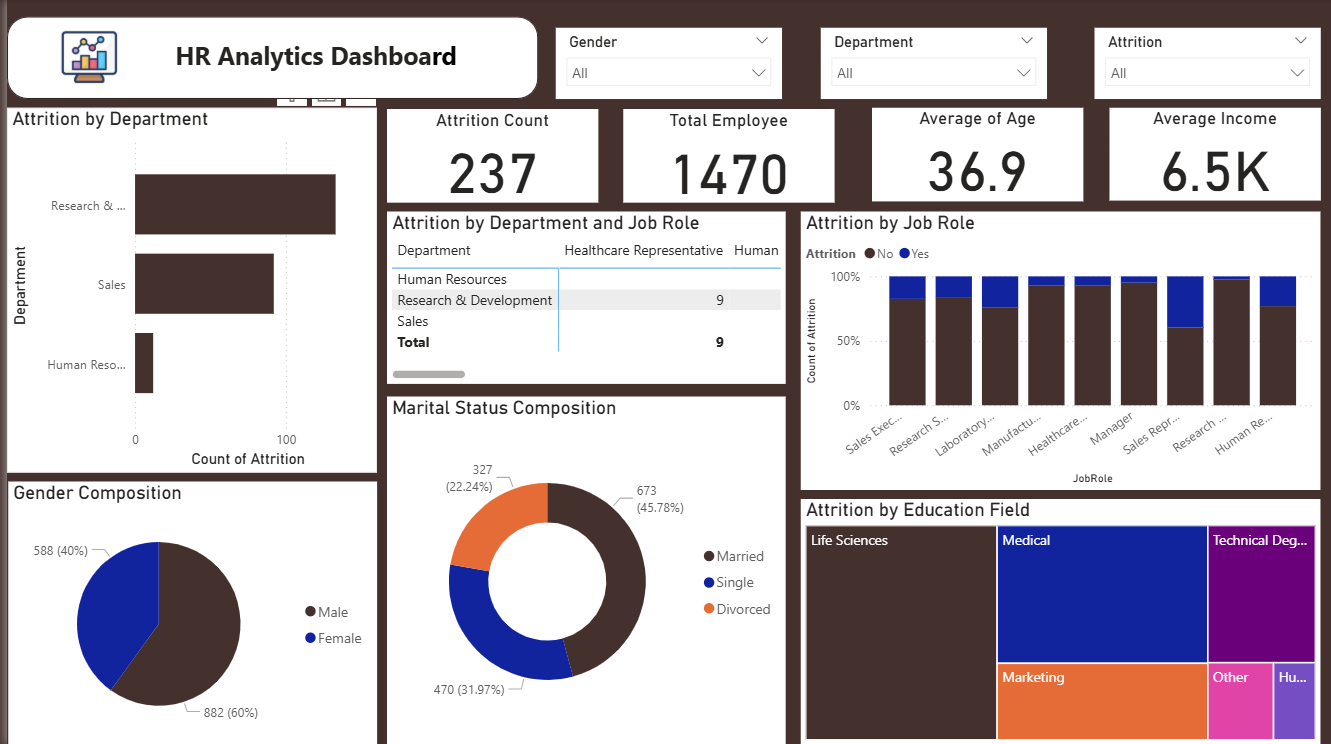 HR Analytics Dashboard
Gender
All
Department
All
Attrition
All
Attrition by Department
Department
Research & ...
Sales
Human Reso...
0
100
Count of Attrition
Attrition Count
237
Total Employee
1470
Average of Age
36.9
Average Income
6.5K
Attrition by Department and Job Role
Department Healthcare Representative Human
Human Resources
Research & Development 9
Sales
Total 9
Attrition by Job Role
Attrition No Yes
Count of Attrition
100%
50%
0%
Sales Exec...
Research S...
Laboratory...
Manufactu...
Healthcare...
Manager
Sales Repr...
Research ...
Human Re...
JobRole
Gender Composition
588 (40%)
882 (60%)
Male
Female
Marital Status Composition
327
(22.24%)
673
(45.78%)
470 (31.97%)
Married
Single
Divorced
Attrition by Education Field
Life Sciences
Medical
Technical Deg...
Marketing
Other
Hu...